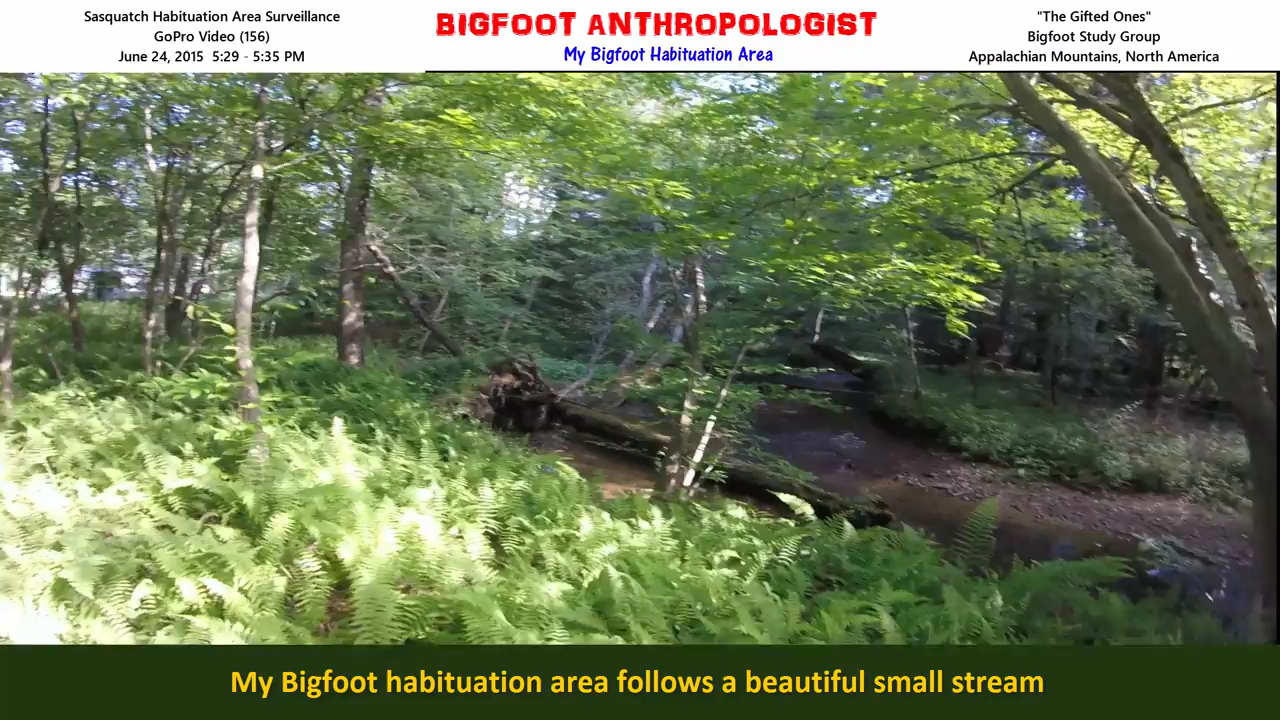 Sasquatch Habituation Area Surveillance
GoPro Video (156)
June 24, 2015 5:29 - 5:35 PM
BIGFOOT ANTHROPOLOGIST
My Bigfoot Habituation Area
"The Gifted Ones"
Bigfoot Study Group
Appalachian Mountains, North America
My Bigfoot habituation area follows a beautiful small stream